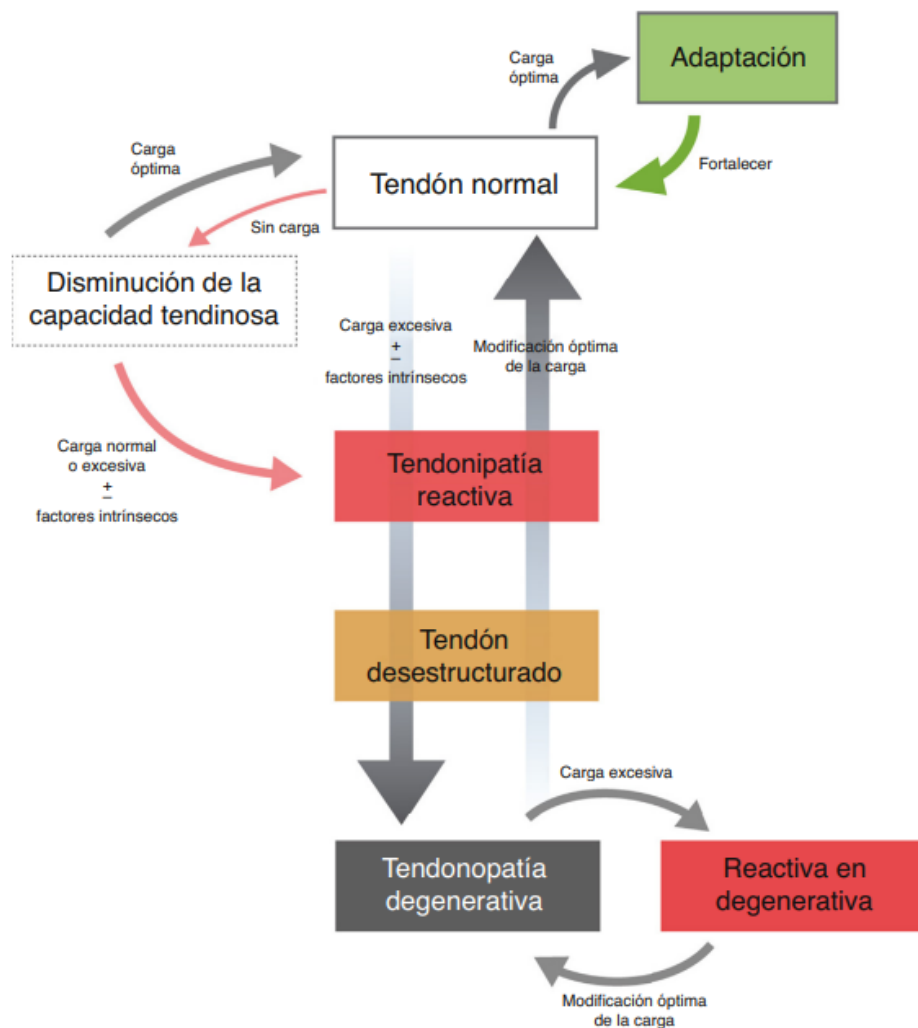 Carga
óptima
Adaptación
Fortalecer
Carga
óptima
Tendón normal
Sin carga
Disminución de la
capacidad tendinosa
Carga excesiva
±
factores intrínsecos
Modificación óptima
de la carga
Carga normal
o excesiva
±
factores intrínsecos
Tendonipatía
reactiva
Tendón
desestructurado
Carga excesiva
Tendonopatía
degenerativa
Reactiva en
degenerativa
Modificación óptima
de la carga